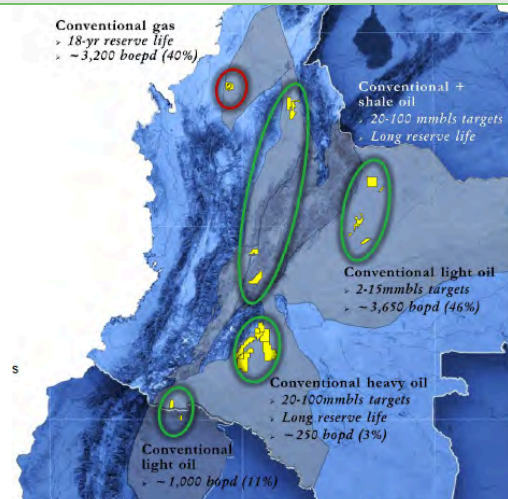 Conventional gas
› 18-yr reserve life
› ~3,200 boepd (40%)
Conventional +
shale oil
› 20-100 mmbls targets
› Long reserve life
Conventional light oil
› 2-15mmbls targets
› ~3,650 bopd (46%)
s
Conventional heavy oil
› 20-100mmbls targets
› Long reserve life
› ~250 bopd (3%)
Conventional
light oil
› ~1,000 bopd (11%)